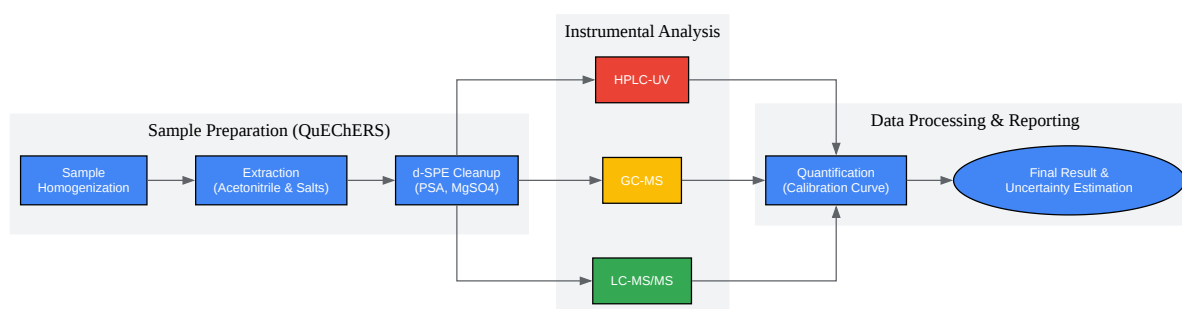 Sample Preparation (QuEChERS)
Sample
Homogenization
Extraction
(Acetonitrile & Salts)
d-SPE Cleanup
(PSA, MgSO4)
Instrumental Analysis
HPLC-UV
GC-MS
LC-MS/MS
Data Processing & Reporting
Quantification
(Calibration Curve)
Final Result &
Uncertainty Estimation